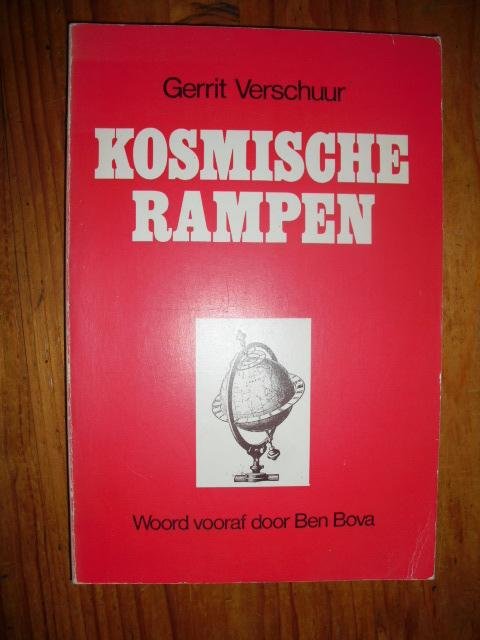 Gerrit Verschuur
KOSMISCHE
RAMPEN
Woord vooraf door Ben Bova